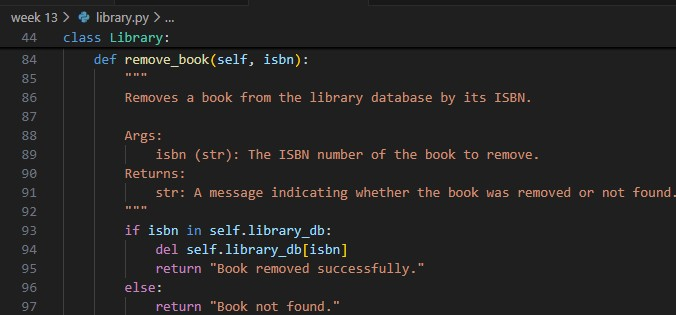 week 13 > library.py > ...
44 class Library:
84     def remove_book(self, isbn):
85         """
86         Removes a book from the library database by its ISBN.
87
88         Args:
89             isbn (str): The ISBN number of the book to remove.
90         Returns:
91             str: A message indicating whether the book was removed or not found.
92         """
93         if isbn in self.library_db:
94             del self.library_db[isbn]
95             return "Book removed successfully."
96         else:
97             return "Book not found."